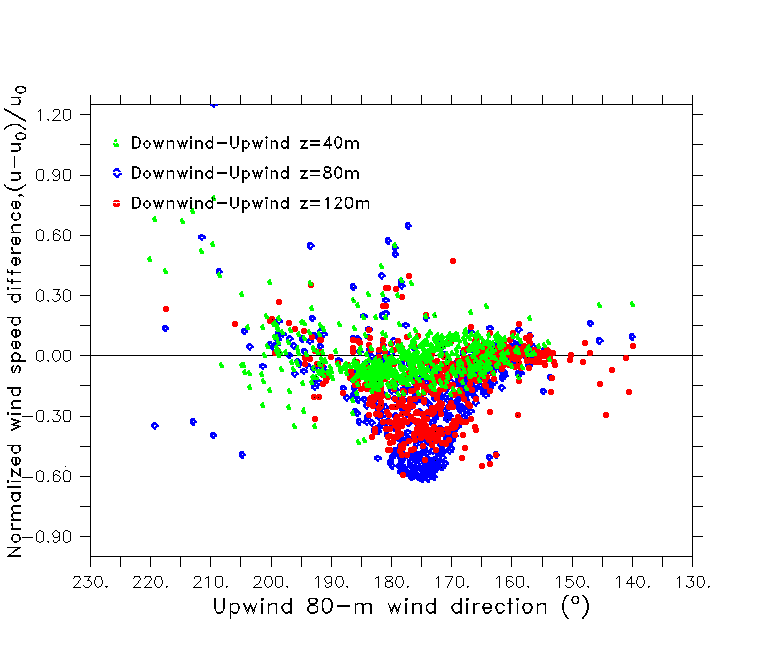 Normalized wind speed difference,(u-u0)/u0
1.20
0.90
0.60
0.30
0.00
-0.30
-0.60
-0.90
Downwind-Upwind z=40m
Downwind-Upwind z=80m
Downwind-Upwind z=120m
230. 220. 210. 200. 190. 180. 170. 160. 150. 140. 130.
Upwind 80-m wind direction (°)